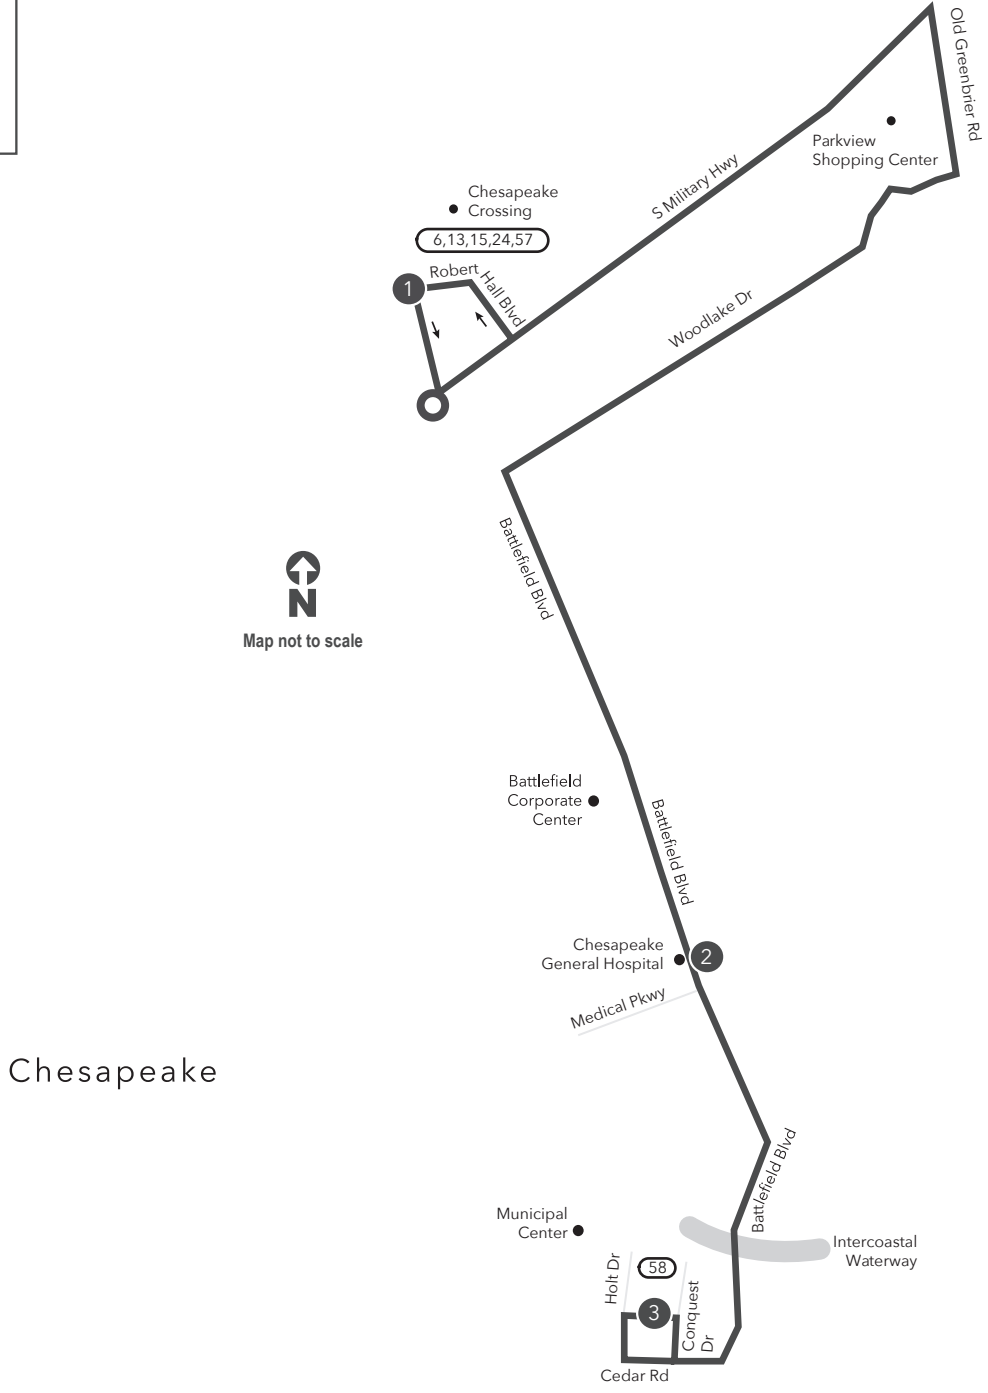 Old Greenbrier Rd
Parkview
Shopping Center
S Military Hwy
Chesapeake
Crossing
6,13,15,24,57
Robert
Hall Blvd
1
Woodlake Dr
Battlefield Blvd
N
Map not to scale
Battlefield
Corporate
Center
Battlefield Blvd
Chesapeake
General Hospital
2
Medical Pkwy
Chesapeake
Battlefield Blvd
Municipal
Center
Intercoastal
Waterway
Holt Dr
58
3
Conquest
Dr
Cedar Rd